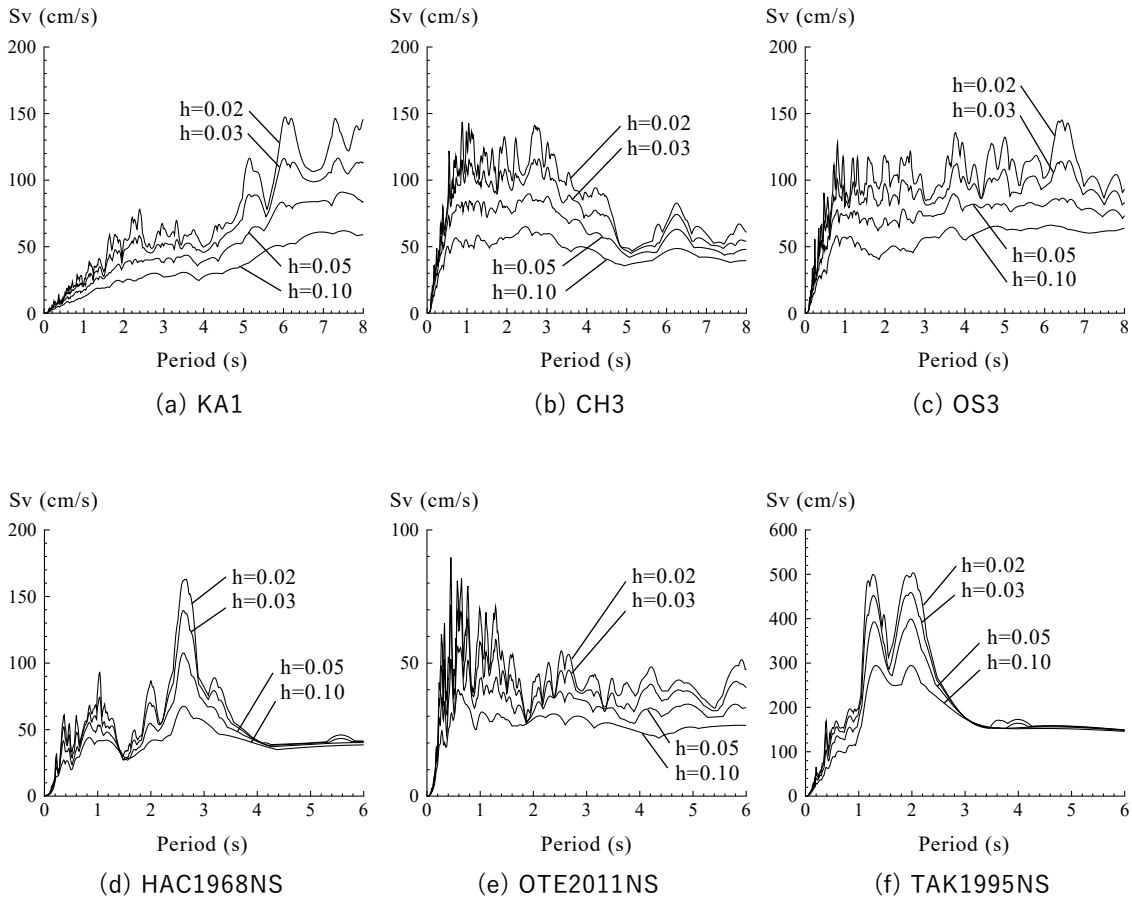 Sv (cm/s)
200
150
100
50
0
h=0.02
h=0.03
h=0.05
h=0.10
0 1 2 3 4 5 6 7 8
Period (s)
(a) KA1
Sv (cm/s)
200
150
100
50
0
h=0.02
h=0.03
h=0.05
h=0.10
0 1 2 3 4 5 6 7 8
Period (s)
(b) CH3
Sv (cm/s)
200
150
100
50
0
h=0.02
h=0.03
h=0.05
h=0.10
0 1 2 3 4 5 6 7 8
Period (s)
(c) OS3
Sv (cm/s)
200
150
100
50
0
h=0.02
h=0.03
h=0.05
h=0.10
0 1 2 3 4 5 6
Period (s)
(d) HAC1968NS
Sv (cm/s)
100
50
0
h=0.02
h=0.03
h=0.05
h=0.10
0 1 2 3 4 5 6
Period (s)
(e) OTE2011NS
Sv (cm/s)
600
500
400
300
200
100
0
h=0.02
h=0.03
h=0.05
h=0.10
0 1 2 3 4 5 6
Period (s)
(f) TAK1995NS